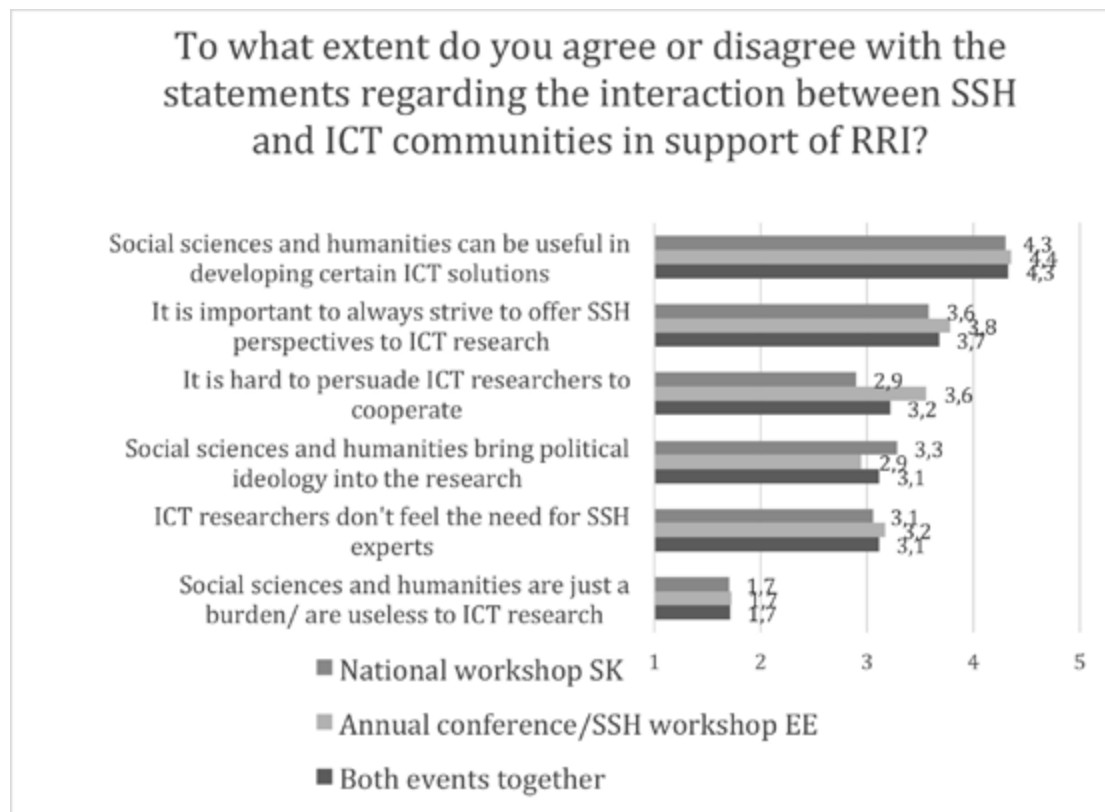 To what extent do you agree or disagree with the
statements regarding the interaction between SSH
and ICT communities in support of RRI?
Social sciences and humanities can be useful in
developing certain ICT solutions
4,3
4,4
4,3
It is important to always strive to offer SSH
perspectives to ICT research
3,6
3,8
3,7
It is hard to persuade ICT researchers to
cooperate
2,9
3,6
3,2
Social sciences and humanities bring political
ideology into the research
3,3
2,9
3,1
ICT researchers don't feel the need for SSH
experts
3,1
3,2
3,1
Social sciences and humanities are just a
burden/ are useless to ICT research
1,7
1,7
1,7
1 2 3 4 5
National workshop SK
Annual conference/SSH workshop EE
Both events together